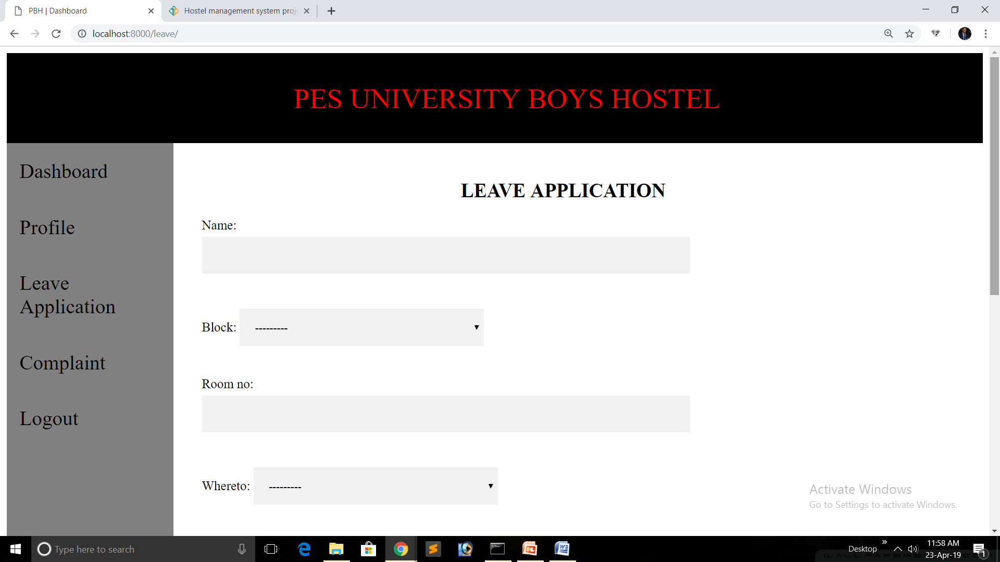 PBH | Dashboard
Hostel management system proj
localhost:8000/leave/
PES UNIVERSITY BOYS HOSTEL
Dashboard
Profile
Leave
Application
Complaint
Logout
LEAVE APPLICATION
Name:
Block: ---------
Room no:
Whereto: ---------
Activate Windows
Go to Settings to activate Windows.
Type here to search
Desktop
11:58 AM
23-Apr-19
1